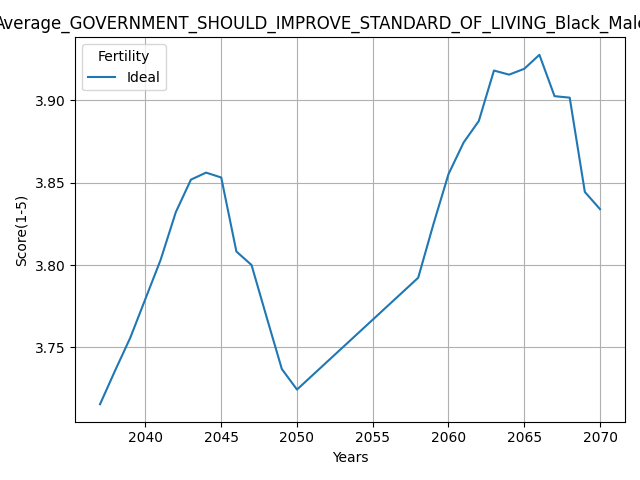 Average_GOVERNMENT_SHOULD_IMPROVE_STANDARD_OF_LIVING_Black_Male
Fertility
Ideal
3.90
3.85
3.80
3.75
Score(1-5)
2040 2045 2050 2055 2060 2065 2070
Years